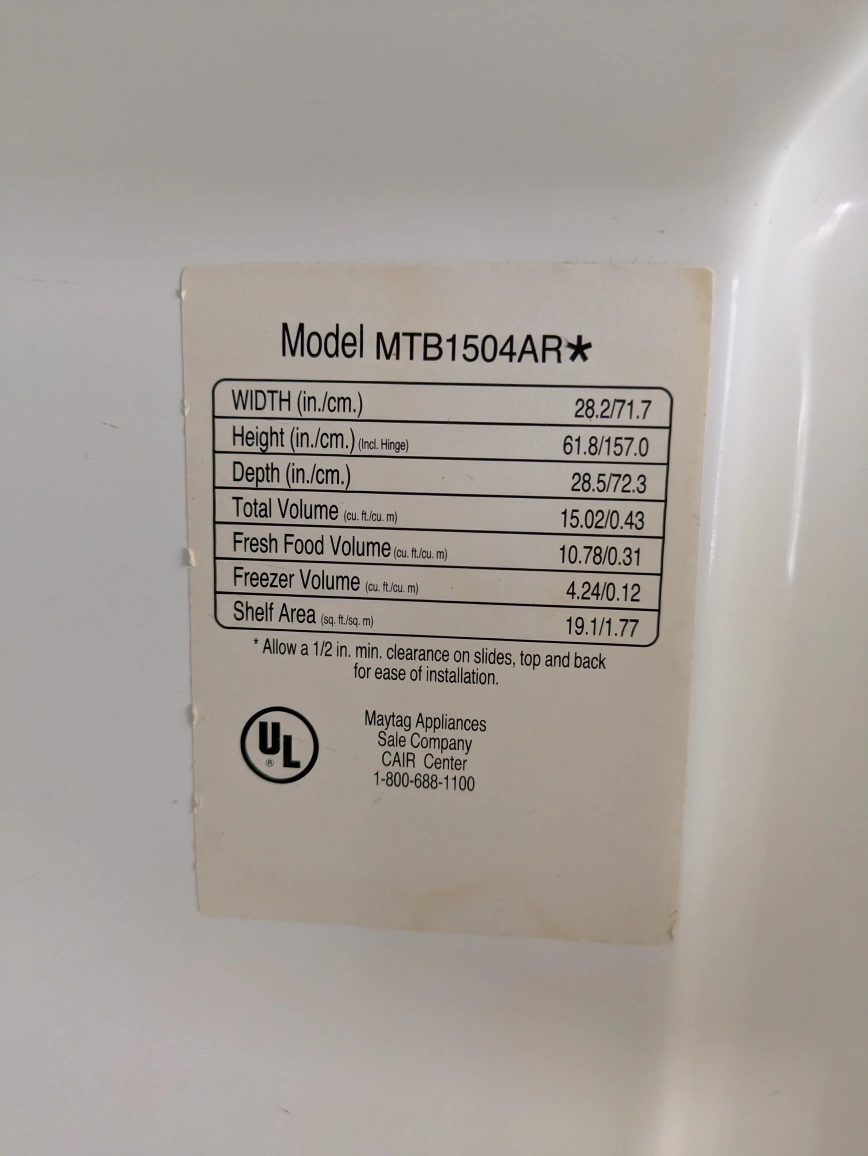 Model MTB1504AR*
WIDTH (in./cm.) 28.2/71.7
Height (in./cm.) (Incl. Hinge) 61.8/157.0
Depth (in./cm.) 28.5/72.3
Total Volume (cu. ft./cu. m) 15.02/0.43
Fresh Food Volume (cu. ft./cu. m) 10.78/0.31
Freezer Volume (cu. ft./cu. m) 4.24/0.12
Shelf Area (sq. ft./sq. m) 19.1/1.77
* Allow a 1/2 in. min. clearance on slides, top and back
for ease of installation.
UL
®
Maytag Appliances
Sale Company
CAIR Center
1-800-688-1100